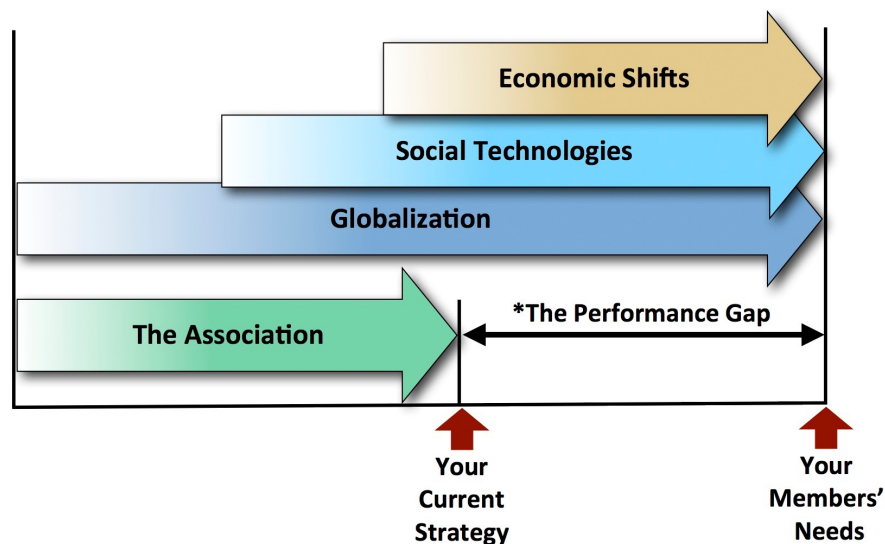 Economic Shifts
Social Technologies
Globalization
The Association
*The Performance Gap
Your
Current
Strategy
Your
Members’
Needs